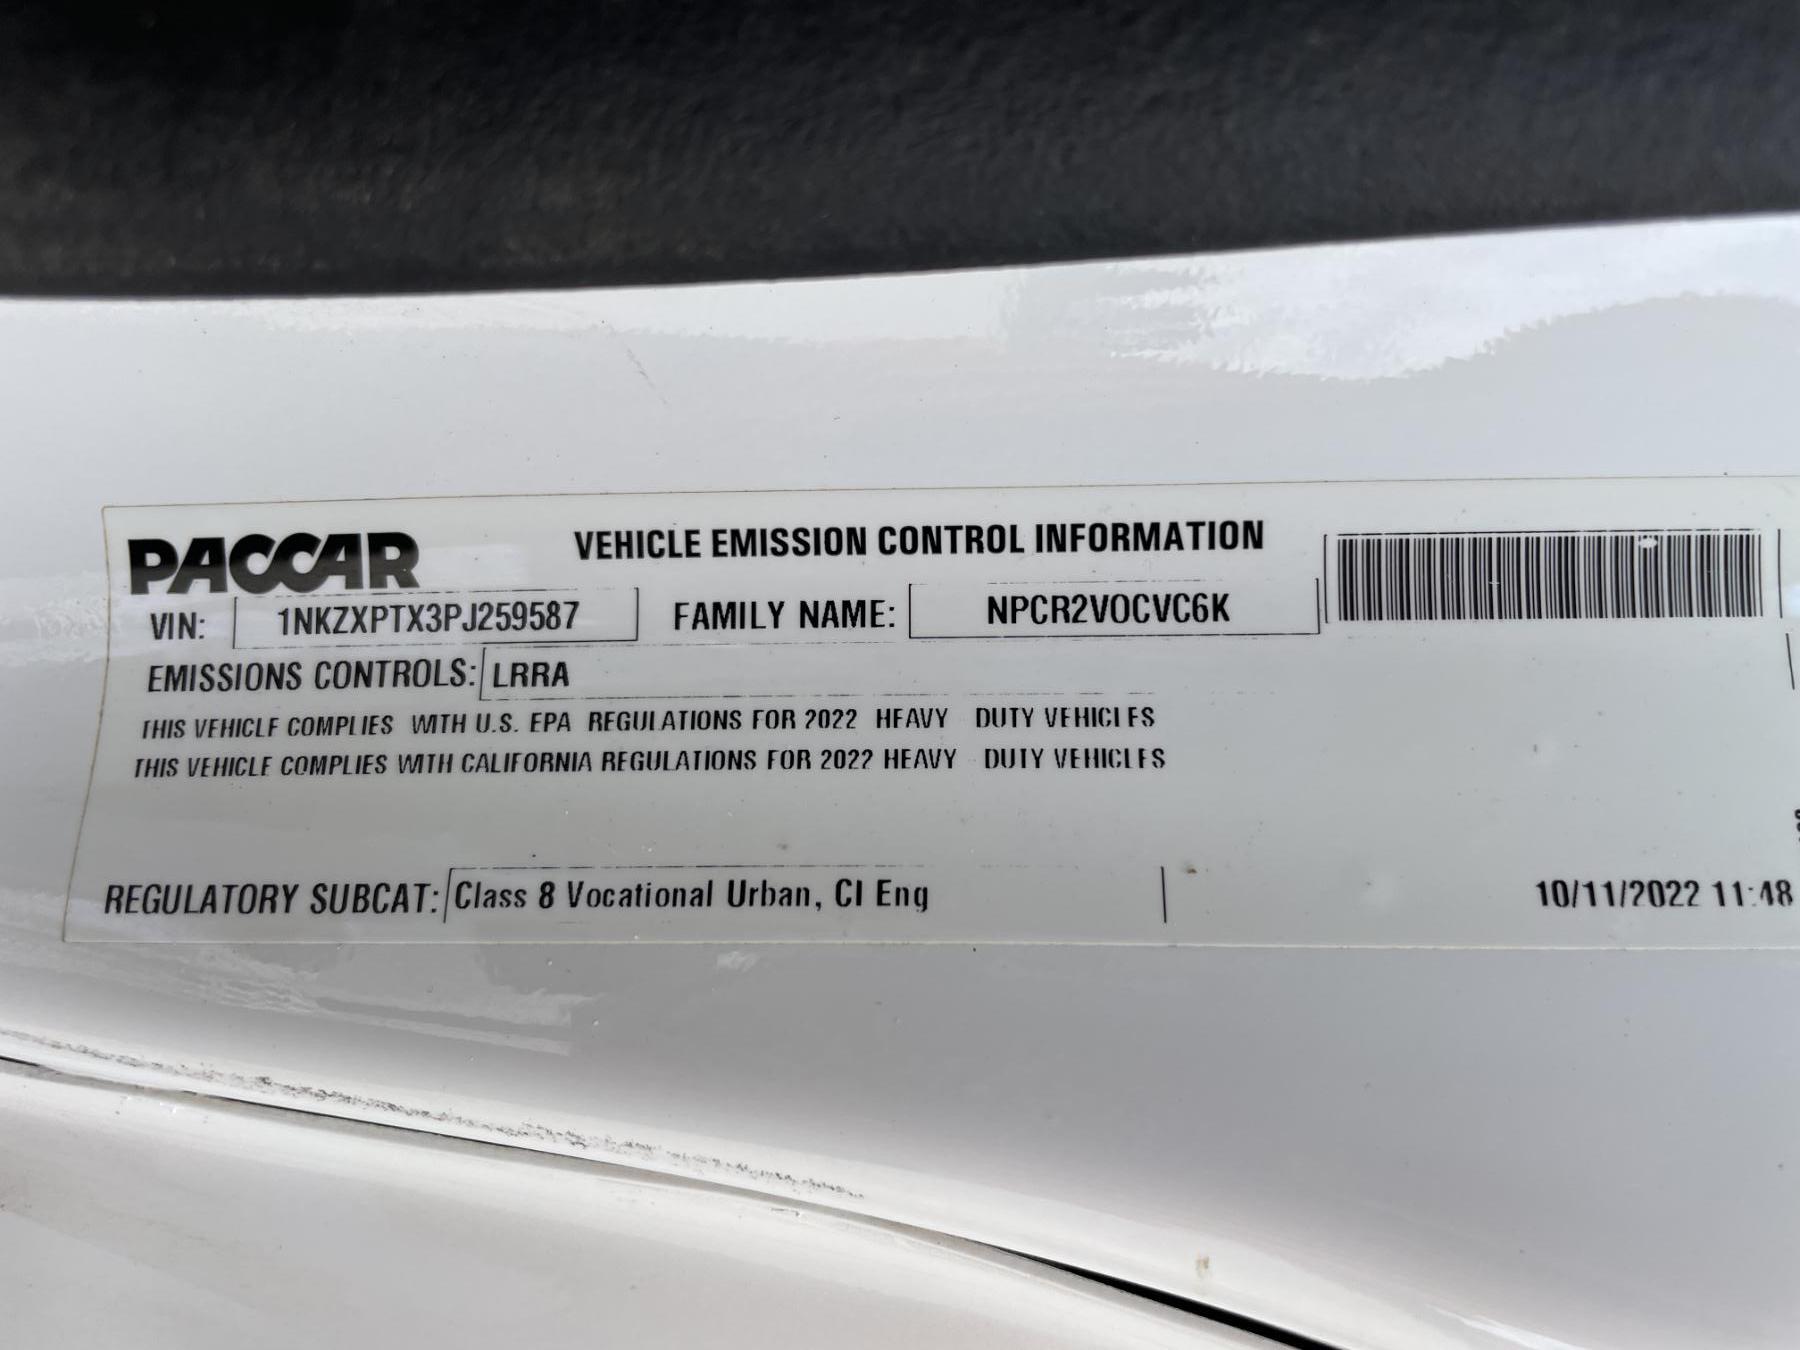 PACCAR
VEHICLE EMISSION CONTROL INFORMATION
VIN: 1NKZXPTX3PJ259587 FAMILY NAME: NPCR2VOCVC6K
EMISSIONS CONTROLS: LRRA
THIS VEHICLE COMPLIES WITH U.S. EPA REGULATIONS FOR 2022 HEAVY DUTY VEHICLES
THIS VEHICLE COMPLIES WITH CALIFORNIA REGULATIONS FOR 2022 HEAVY DUTY VEHICLES
REGULATORY SUBCAT: Class 8 Vocational Urban, CI Eng
10/11/2022 11:48